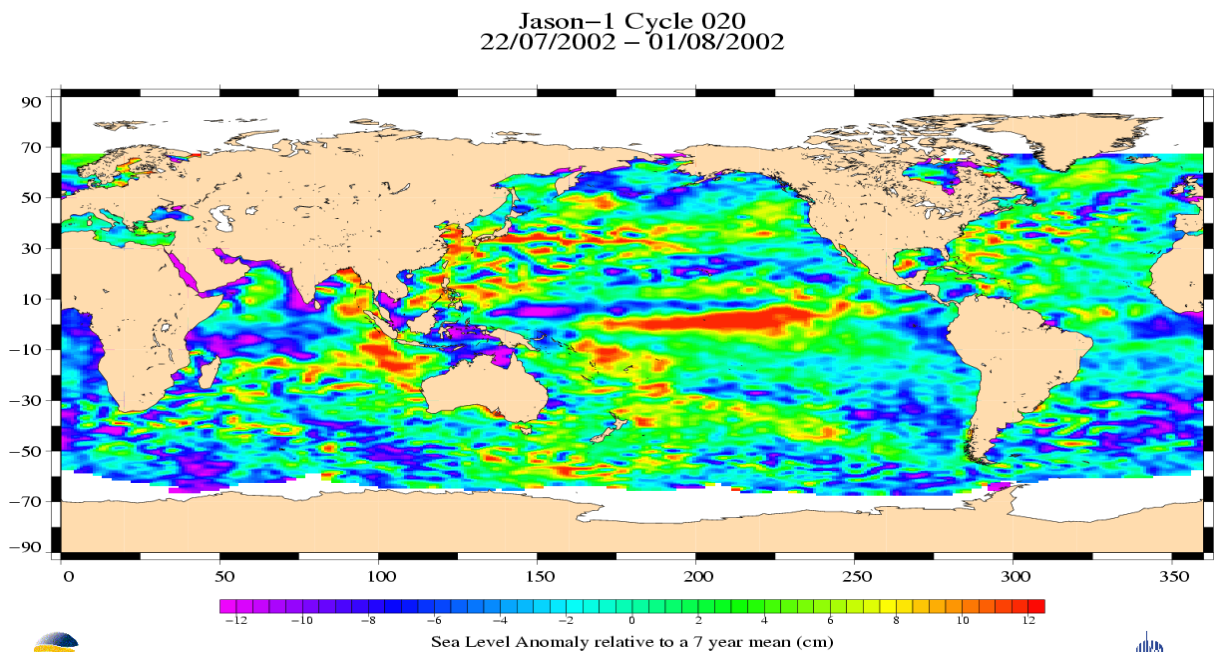 Jason-1 Cycle 020
22/07/2002 - 01/08/2002
90
70
50
30
10
-10
-30
-50
-70
-90
0 50 100 150 200 250 300 350
-12 -10 -8 -6 -4 -2 0 2 4 6 8 10 12
Sea Level Anomaly relative to a 7 year mean (cm)